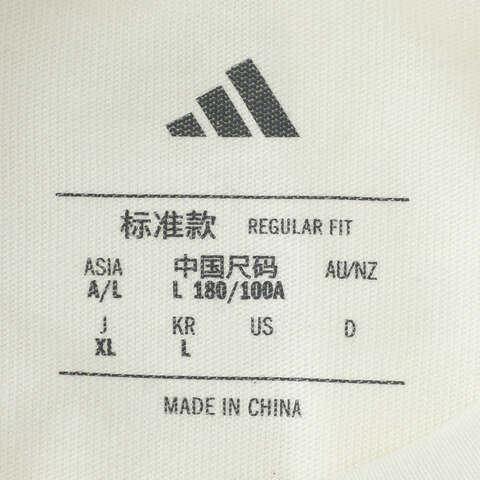 标准款 REGULAR FIT
ASIA 中国尺码 AU/NZ
A/L L 180/100A
J KR US D
XL L
MADE IN CHINA